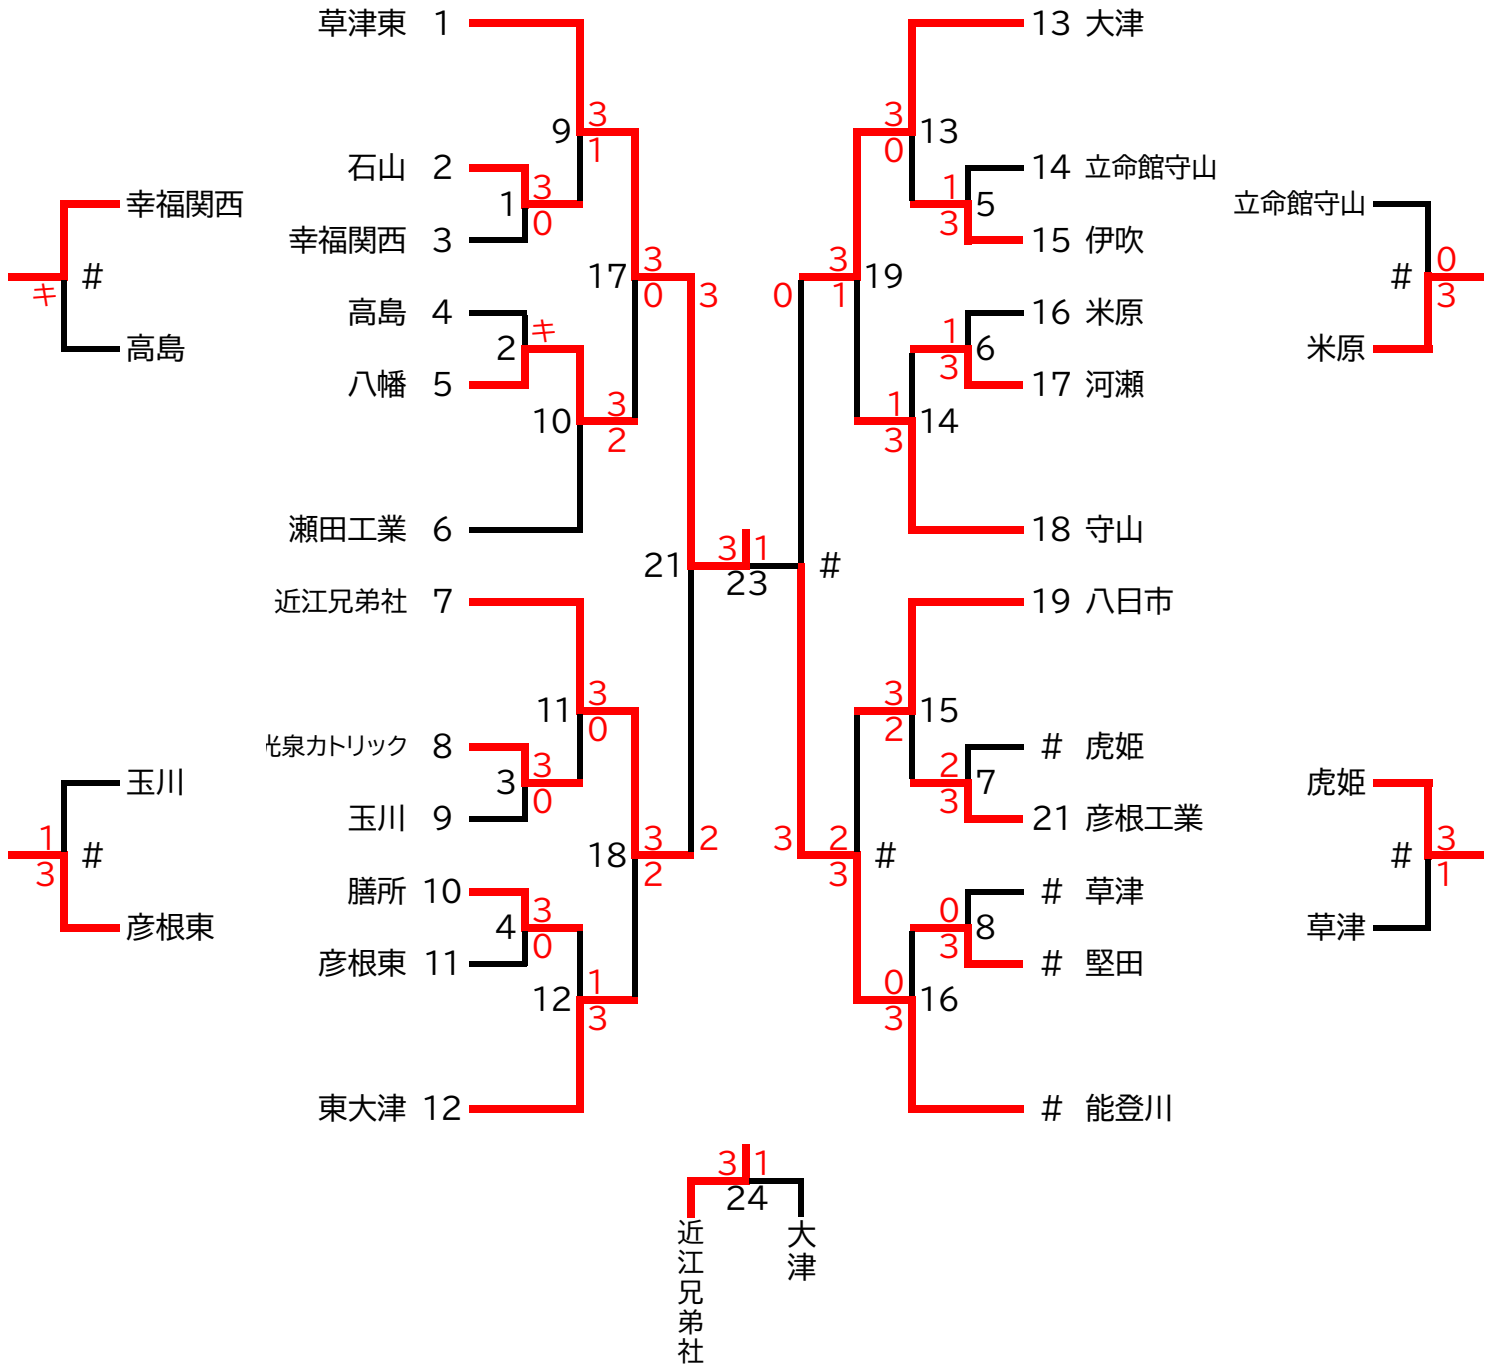 草津東 1
13 大津
3
9
1
3
13
0
石山 2
14 立命館守山
1
3
0
1
5
3
幸福関西
幸福関西 3
15 伊吹
立命館守山
#
キ
17
3
0
3
0
3
1
19
#
0
3
高島 4
16 米原
キ
2
1
6
3
高島
八幡 5
17 河瀬
米原
10
3
2
1
3
14
瀬田工業 6
18 守山
21
3 1
23
#
近江兄弟社 7
19 八日市
11
3
0
3
2
15
光泉カトリック 8
# 虎姫
3
3
0
2
3
7
玉川
玉川 9
21 彦根工業
虎姫
1
3
#
18
3
2
2
3
2
3
#
#
3
1
膳所 10
# 草津
4
3
0
0
3
8
彦根東
彦根東 11
# 堅田
草津
12
1
3
0
3
16
東大津 12
# 能登川
3 1
24
近江兄弟社
大津